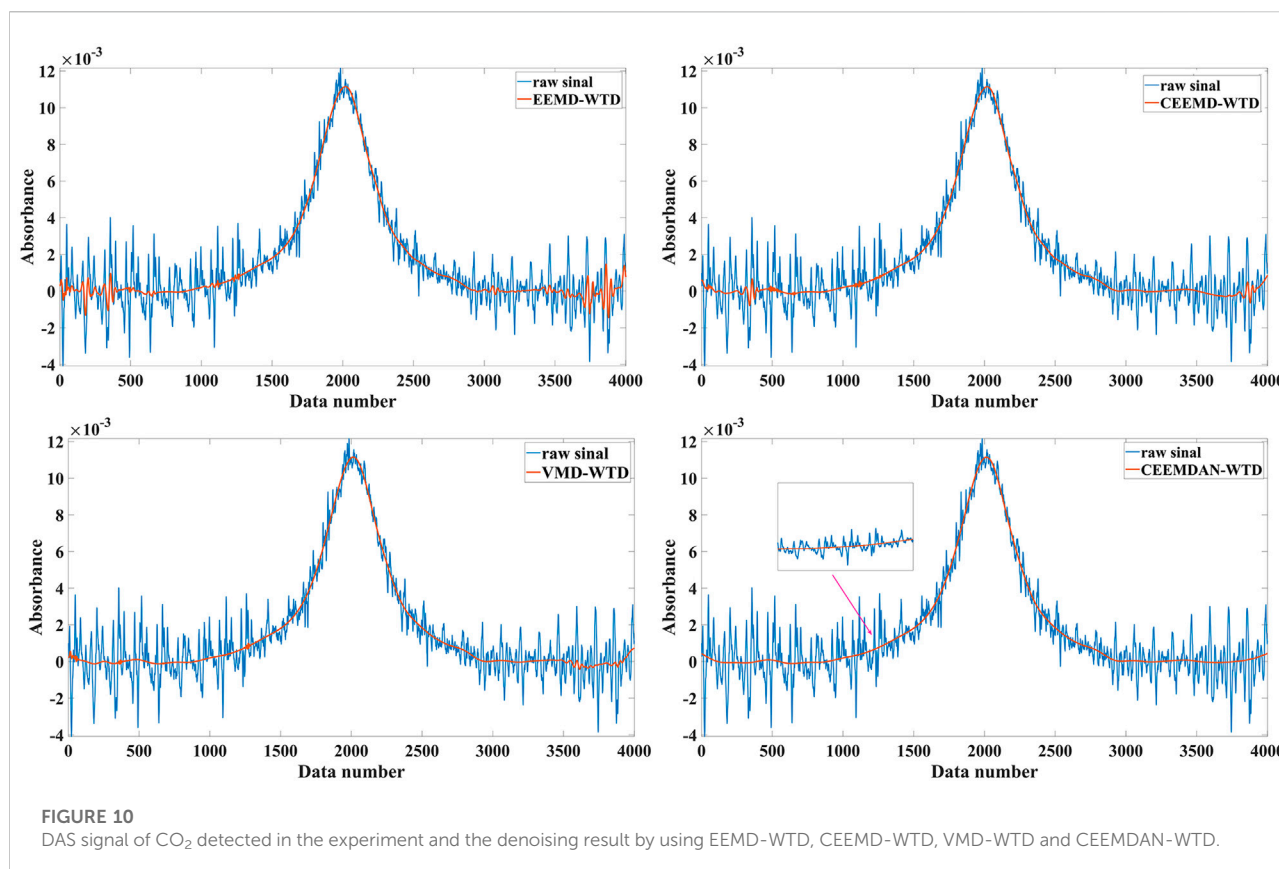 ×10⁻³
12
10
8
6
4
2
0
-2
-4
Absorbance
raw sinal
EEMD-WTD
0 500 1000 1500 2000 2500 3000 3500 4000
Data number
×10⁻³
12
10
8
6
4
2
0
-2
-4
Absorbance
raw sinal
CEEMD-WTD
0 500 1000 1500 2000 2500 3000 3500 4000
Data number
×10⁻³
12
10
8
6
4
2
0
-2
-4
Absorbance
raw sinal
VMD-WTD
0 500 1000 1500 2000 2500 3000 3500 4000
Data number
×10⁻³
12
10
8
6
4
2
0
-2
-4
Absorbance
raw sinal
CEEMDAN-WTD
0 500 1000 1500 2000 2500 3000 3500 4000
Data number
FIGURE 10
DAS signal of CO₂ detected in the experiment and the denoising result by using EEMD-WTD, CEEMD-WTD, VMD-WTD and CEEMDAN-WTD.